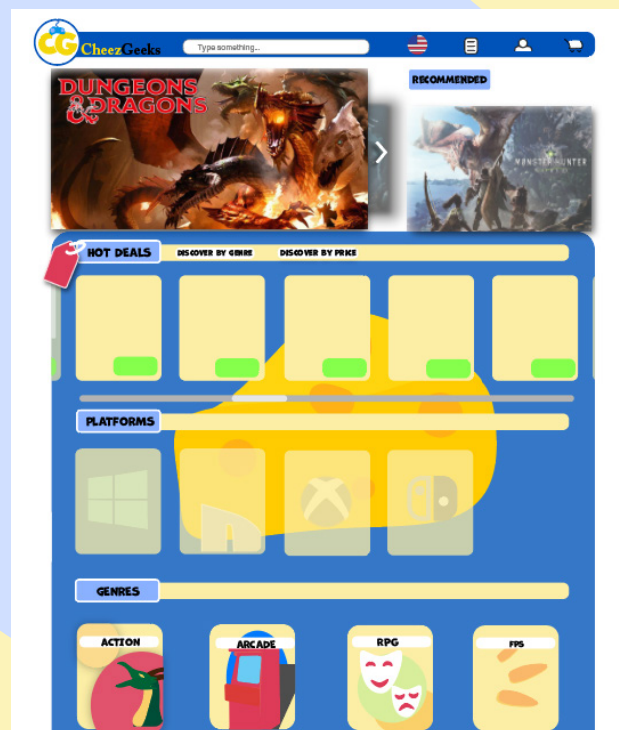 CG CheezGeeks
Type something...
DUNGEONS
& DRAGONS
RECOMMENDED
MONSTER HUNTER
WORLD
HOT DEALS
DISCOVER BY GENRE
DISCOVER BY PRICE
PLATFORMS
GENRES
ACTION
ARCADE
RPG
FPS